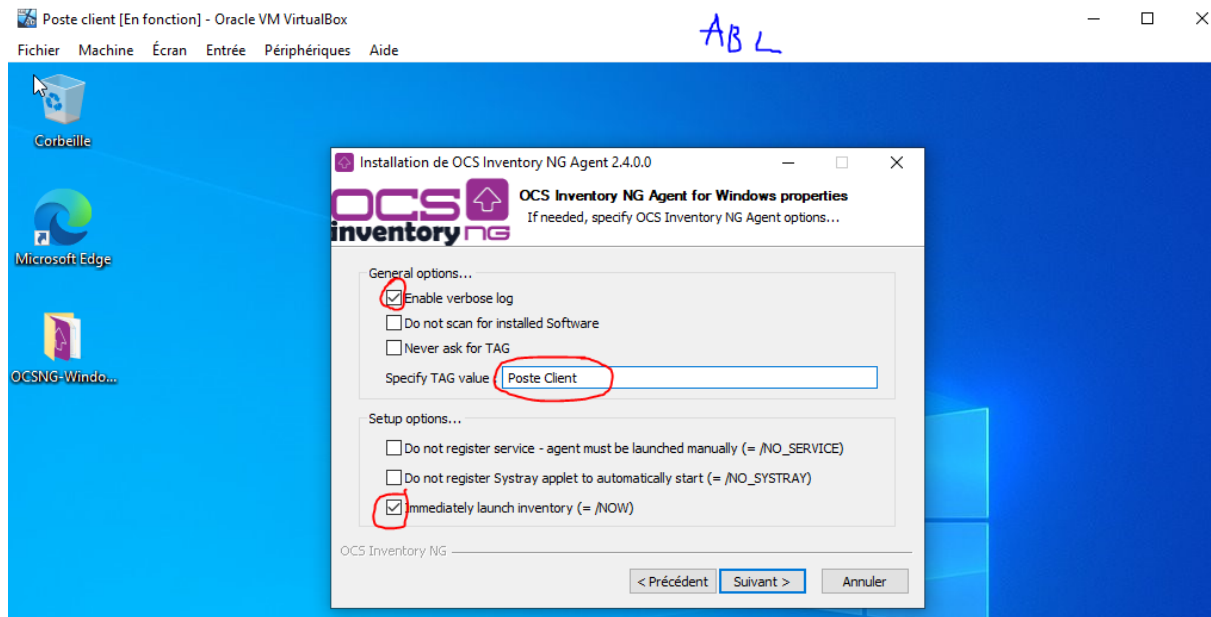 Poste client [En fonction] - Oracle VM VirtualBox
ABL
Fichier Machine Écran Entrée Périphériques Aide
Corbeille
Microsoft Edge
OCSNG-Windo...
Installation de OCS Inventory NG Agent 2.4.0.0
OCS
inventory NG
OCS Inventory NG Agent for Windows properties
If needed, specify OCS Inventory NG Agent options...
General options...
Enable verbose log
Do not scan for installed Software
Never ask for TAG
Specify TAG value : Poste Client
Setup options...
Do not register service - agent must be launched manually (= /NO_SERVICE)
Do not register Systray applet to automatically start (= /NO_SYSTRAY)
Immediately launch inventory (= /NOW)
OCS Inventory NG
< Précédent Suivant > Annuler